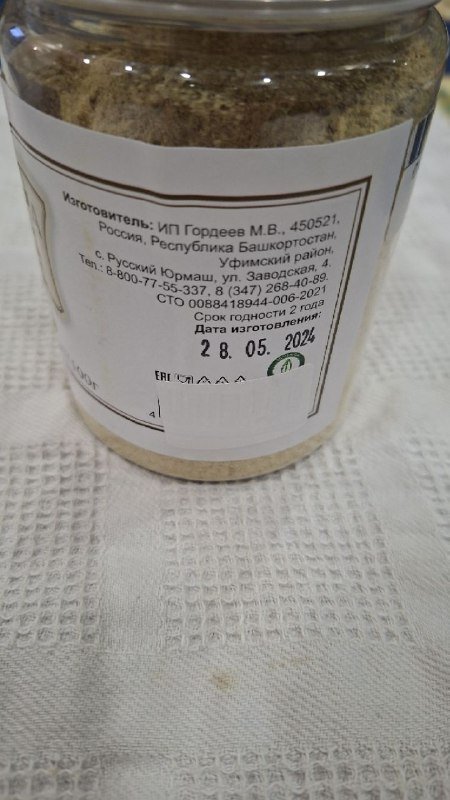 Изготовитель: ИП Гордеев М.В., 450521,
Россия, Республика Башкортостан,
Уфимский район,
с. Русский Юрмаш, ул. Заводская, 4.
Тел.: 8-800-77-55-337, 8 (347) 268-40-89.
СТО 0088418944-006-2021
Срок годности 2 года
Дата изготовления:
28. 05. 2024
100г
4